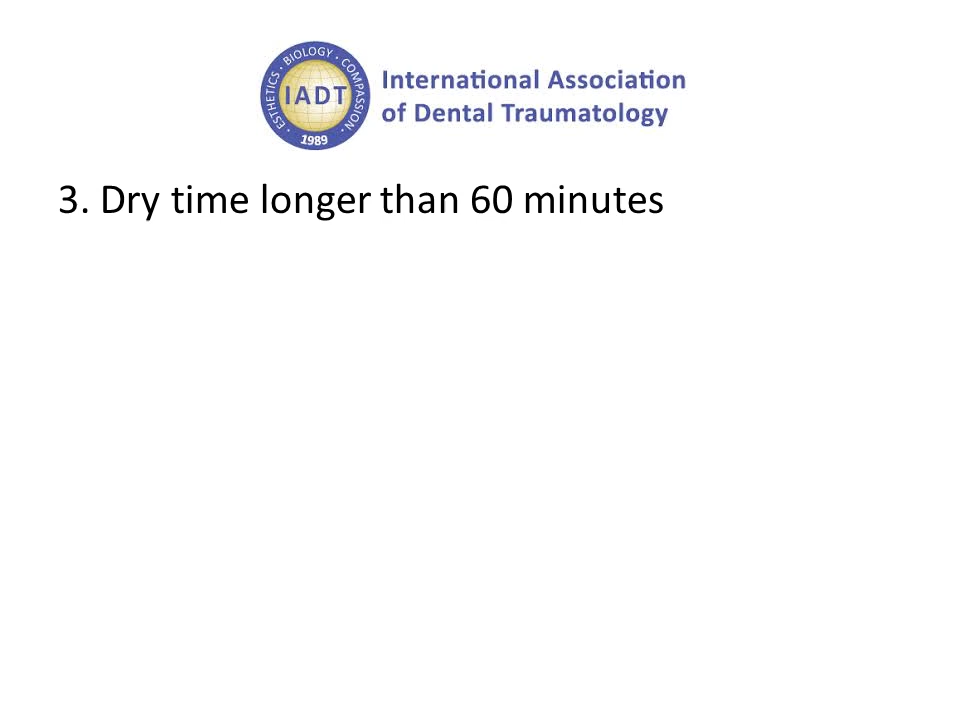 ESTHETICS · BIOLOGY · COMPASSION
IADT
1989
International Association
of Dental Traumatology
3. Dry time longer than 60 minutes